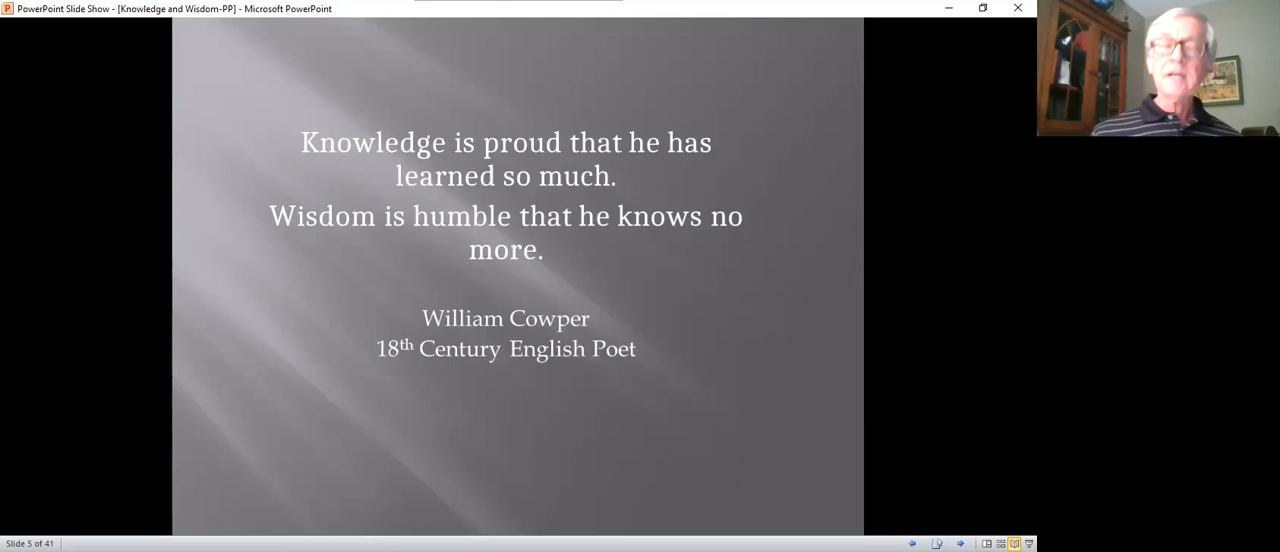 PowerPoint Slide Show - [Knowledge and Wisdom-PP] - Microsoft PowerPoint
Knowledge is proud that he has
learned so much.
Wisdom is humble that he knows no
more.
William Cowper
18th Century English Poet
Slide 5 of 41